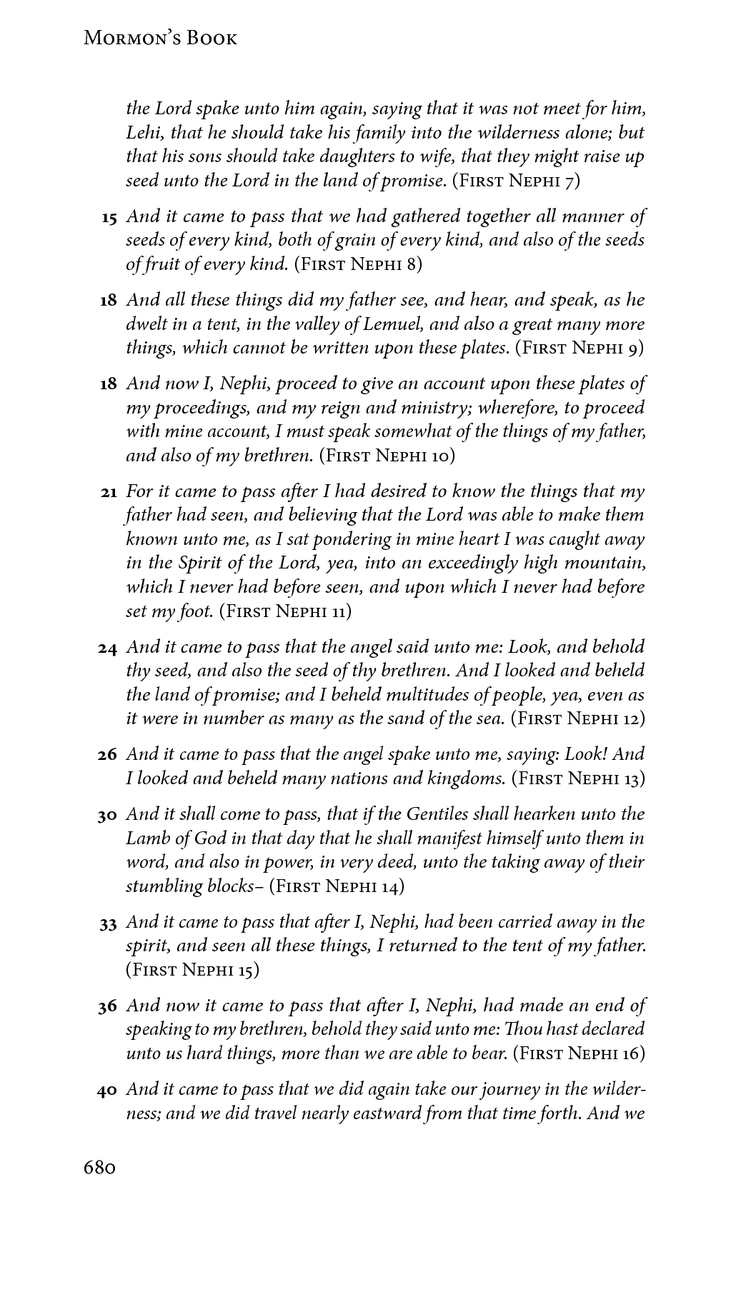 Mormon's Book
the Lord spake unto him again, saying that it was not meet for him,
Lehi, that he should take his family into the wilderness alone; but
that his sons should take daughters to wife, that they might raise up
seed unto the Lord in the land of promise. (First Nephi 7)
15 And it came to pass that we had gathered together all manner of
seeds of every kind, both of grain of every kind, and also of the seeds
of fruit of every kind. (First Nephi 8)
18 And all these things did my father see, and hear, and speak, as he
dwelt in a tent, in the valley of Lemuel, and also a great many more
things, which cannot be written upon these plates. (First Nephi 9)
18 And now I, Nephi, proceed to give an account upon these plates of
my proceedings, and my reign and ministry; wherefore, to proceed
with mine account, I must speak somewhat of the things of my father,
and also of my brethren. (First Nephi 10)
21 For it came to pass after I had desired to know the things that my
father had seen, and believing that the Lord was able to make them
known unto me, as I sat pondering in mine heart I was caught away
in the Spirit of the Lord, yea, into an exceedingly high mountain,
which I never had before seen, and upon which I never had before
set my foot. (First Nephi 11)
24 And it came to pass that the angel said unto me: Look, and behold
thy seed, and also the seed of thy brethren. And I looked and beheld
the land of promise; and I beheld multitudes of people, yea, even as
it were in number as many as the sand of the sea. (First Nephi 12)
26 And it came to pass that the angel spake unto me, saying: Look! And
I looked and beheld many nations and kingdoms. (First Nephi 13)
30 And it shall come to pass, that if the Gentiles shall hearken unto the
Lamb of God in that day that he shall manifest himself unto them in
word, and also in power, in very deed, unto the taking away of their
stumbling blocks– (First Nephi 14)
33 And it came to pass that after I, Nephi, had been carried away in the
spirit, and seen all these things, I returned to the tent of my father.
(First Nephi 15)
36 And now it came to pass that after I, Nephi, had made an end of
speaking to my brethren, behold they said unto me: Thou hast declared
unto us hard things, more than we are able to bear. (First Nephi 16)
40 And it came to pass that we did again take our journey in the wilder-
ness; and we did travel nearly eastward from that time forth. And we
680